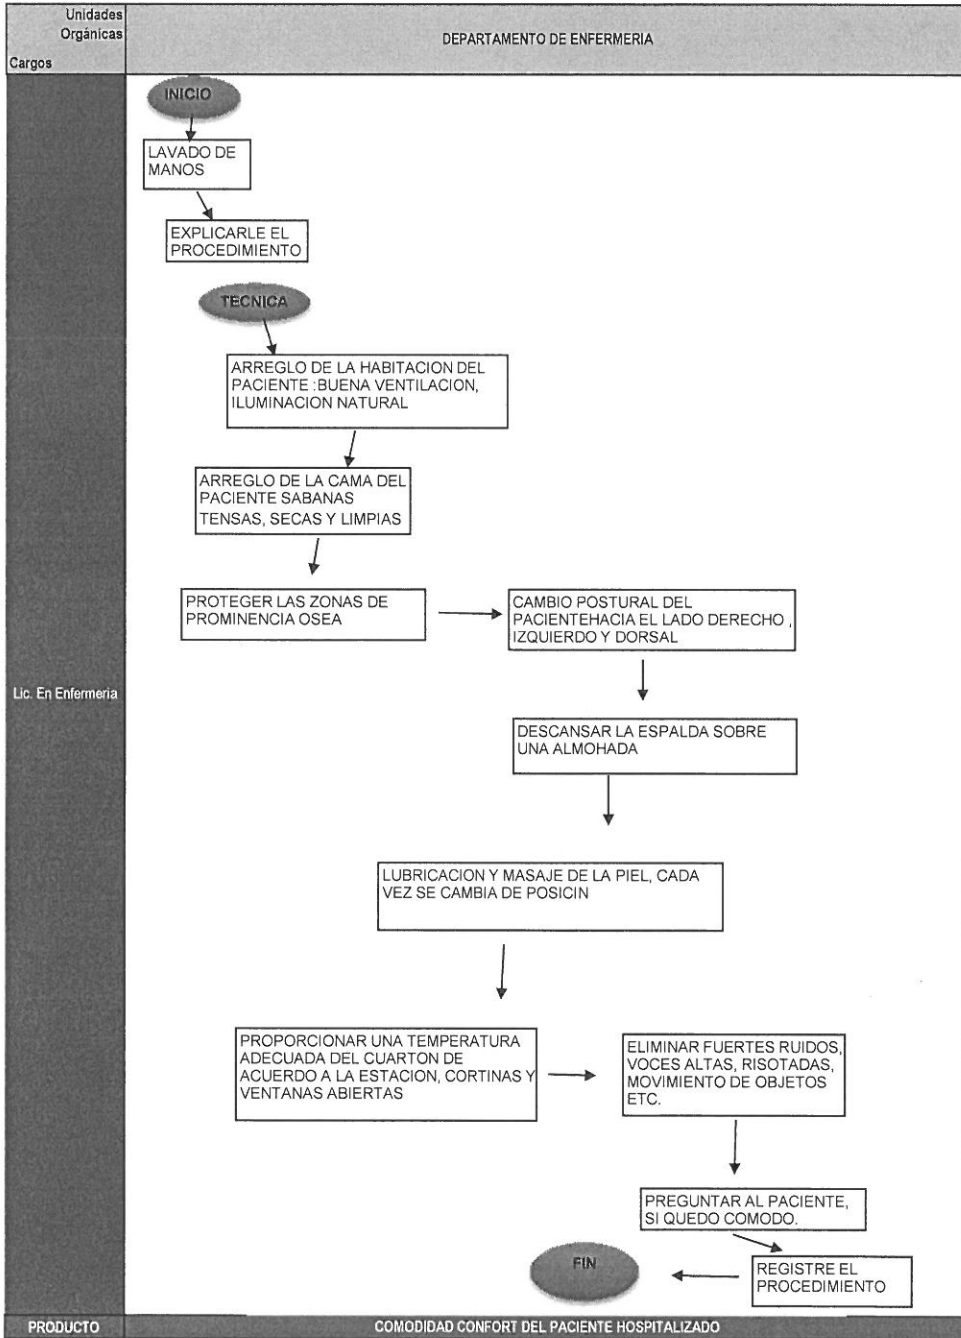 Unidades
Orgánicas
Cargos
DEPARTAMENTO DE ENFERMERIA
INICIO
LAVADO DE
MANOS
EXPLICARLE EL
PROCEDIMIENTO
TECNICA
ARREGLO DE LA HABITACION DEL
PACIENTE :BUENA VENTILACION,
ILUMINACION NATURAL
ARREGLO DE LA CAMA DEL
PACIENTE SABANAS
TENSAS, SECAS Y LIMPIAS
PROTEGER LAS ZONAS DE
PROMINENCIA OSEA
CAMBIO POSTURAL DEL
PACIENTEHACIA EL LADO DERECHO ,
IZQUIERDO Y DORSAL
Lic. En Enfermeria
DESCANSAR LA ESPALDA SOBRE
UNA ALMOHADA
LUBRICACION Y MASAJE DE LA PIEL, CADA
VEZ SE CAMBIA DE POSICIN
PROPORCIONAR UNA TEMPERATURA
ADECUADA DEL CUARTON DE
ACUERDO A LA ESTACION, CORTINAS Y
VENTANAS ABIERTAS
ELIMINAR FUERTES RUIDOS,
VOCES ALTAS, RISOTADAS,
MOVIMIENTO DE OBJETOS
ETC.
PREGUNTAR AL PACIENTE,
SI QUEDO COMODO.
REGISTRE EL
PROCEDIMIENTO
FIN
PRODUCTO
COMODIDAD CONFORT DEL PACIENTE HOSPITALIZADO